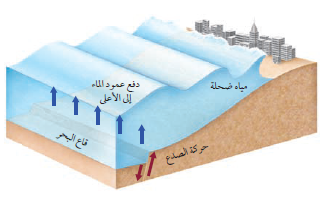 دفع عمود الماء
إلى الأعلى
مياه ضحلة
قاع البحر
حركة الصدع